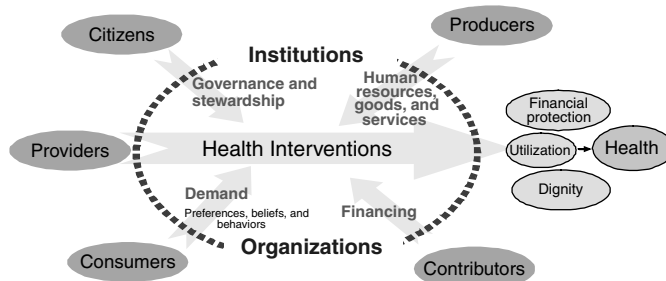 Citizens
Producers
Institutions
Governance and
stewardship
Human
resources,
goods, and
services
Financial
protection
Providers
Health Interventions
Utilization
Health
Demand
Preferences, beliefs, and
behaviors
Financing
Dignity
Organizations
Consumers
Contributors